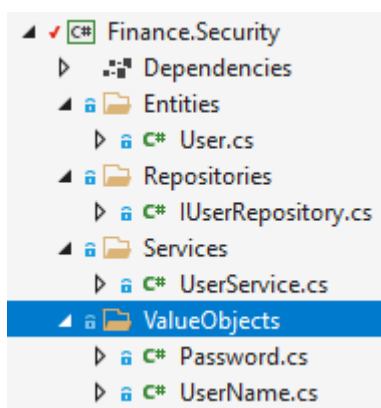 C# Finance.Security
Dependencies
Entities
C# User.cs
Repositories
C# IUserRepository.cs
Services
C# UserService.cs
ValueObjects
C# Password.cs
C# UserName.cs